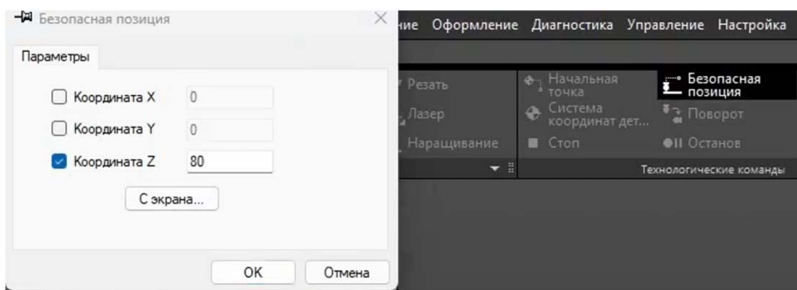 Безопасная позиция
ние Оформление Диагностика Управление Настройка
Параметры
Координата X 0
Координата Y 0
Координата Z 80
С экрана...
OK Отмена
Резать
Лазер
Наращивание
Начальная
точка
Система
координат дет...
Стоп
Безопасная
позиция
Поворот
Останов
Технологические команды